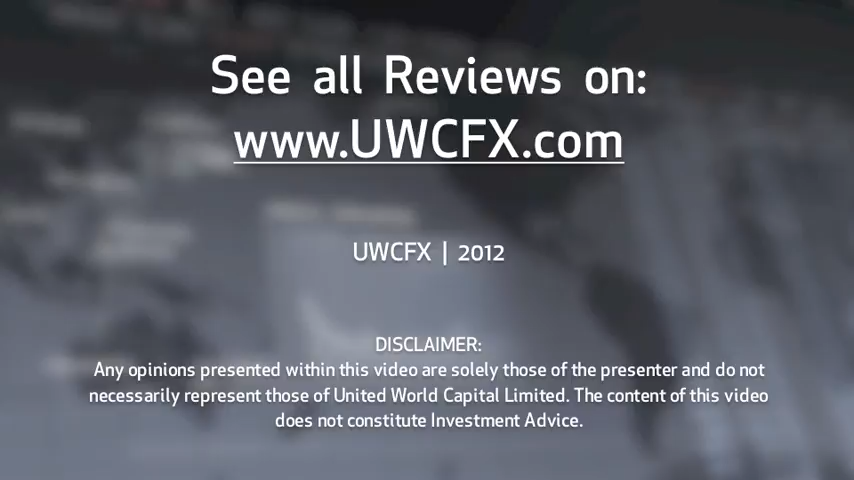 See all Reviews on:
www.UWCFX.com
UWCFX | 2012
DISCLAIMER:
Any opinions presented within this video are solely those of the presenter and do not
necessarily represent those of United World Capital Limited. The content of this video
does not constitute Investment Advice.